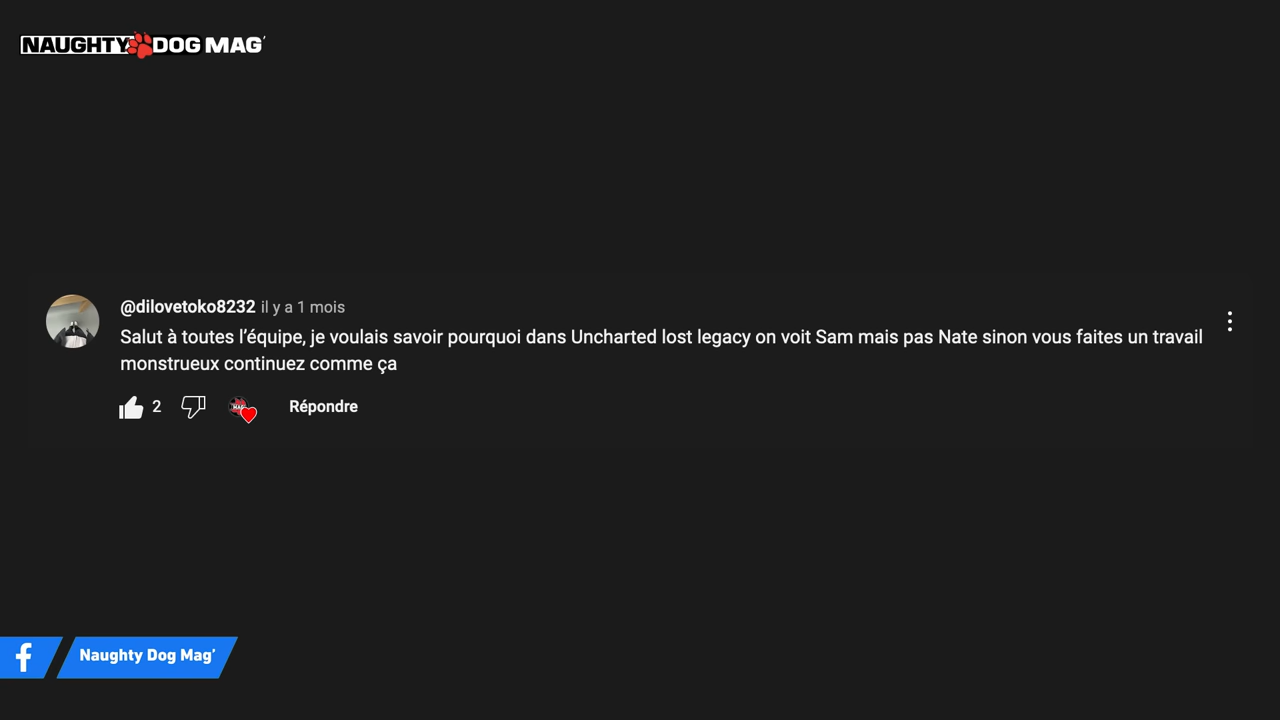 NAUGHTY DOG MAG'
@dilovetoko8232 il y a 1 mois
Salut à toutes l’équipe, je voulais savoir pourquoi dans Uncharted lost legacy on voit Sam mais pas Nate sinon vous faites un travail
monstrueux continuez comme ça
2 Répondre
Naughty Dog Mag’